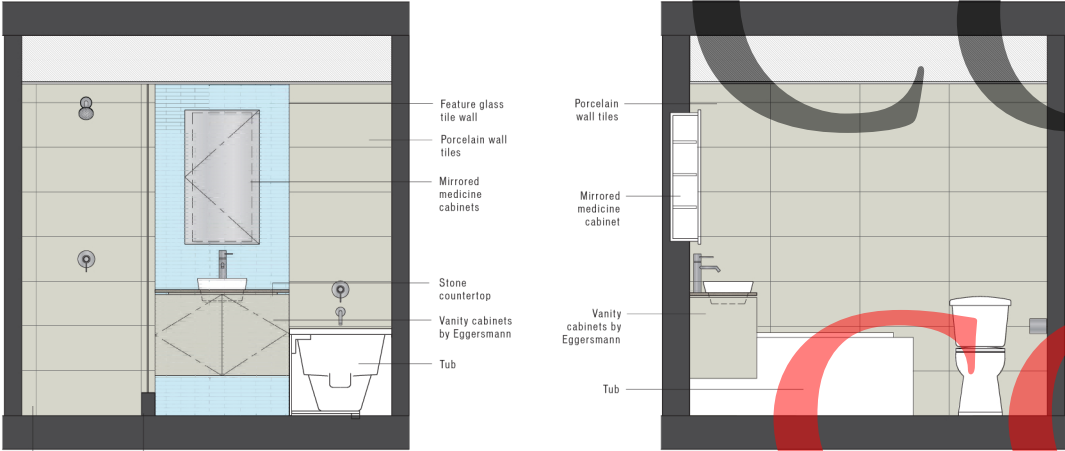 Feature glass
tile wall
Porcelain wall
tiles
Mirrored
medicine
cabinets
Stone
countertop
Vanity cabinets
by Eggersmann
Tub
Porcelain
wall tiles
Mirrored
medicine
cabinet
Vanity
cabinets by
Eggersmann
Tub